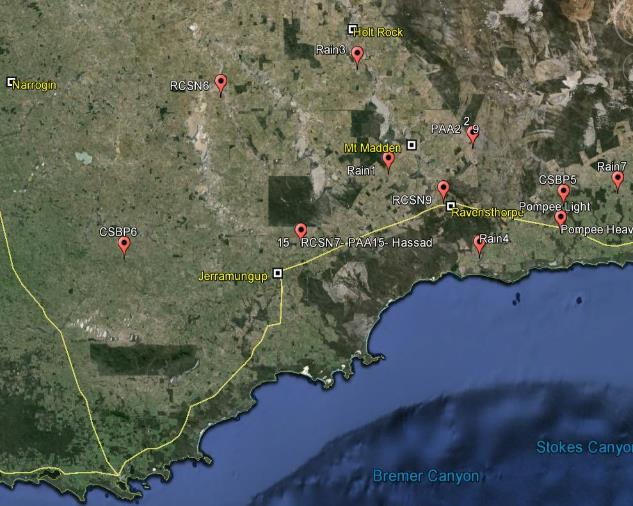 Holt Rock
Rain3
Narrogin
RCSN6
2
PAA2 9
Mt Madden
Rain1
Rain7
CSBP5
RCSN9
Ravensthorpe
Pompee Light
Pompee Heav
CSBP6
15 - RCSN7- PAA15- Hassad
Rain4
Jerramungup
Stokes Canyo
Bremer Canyon